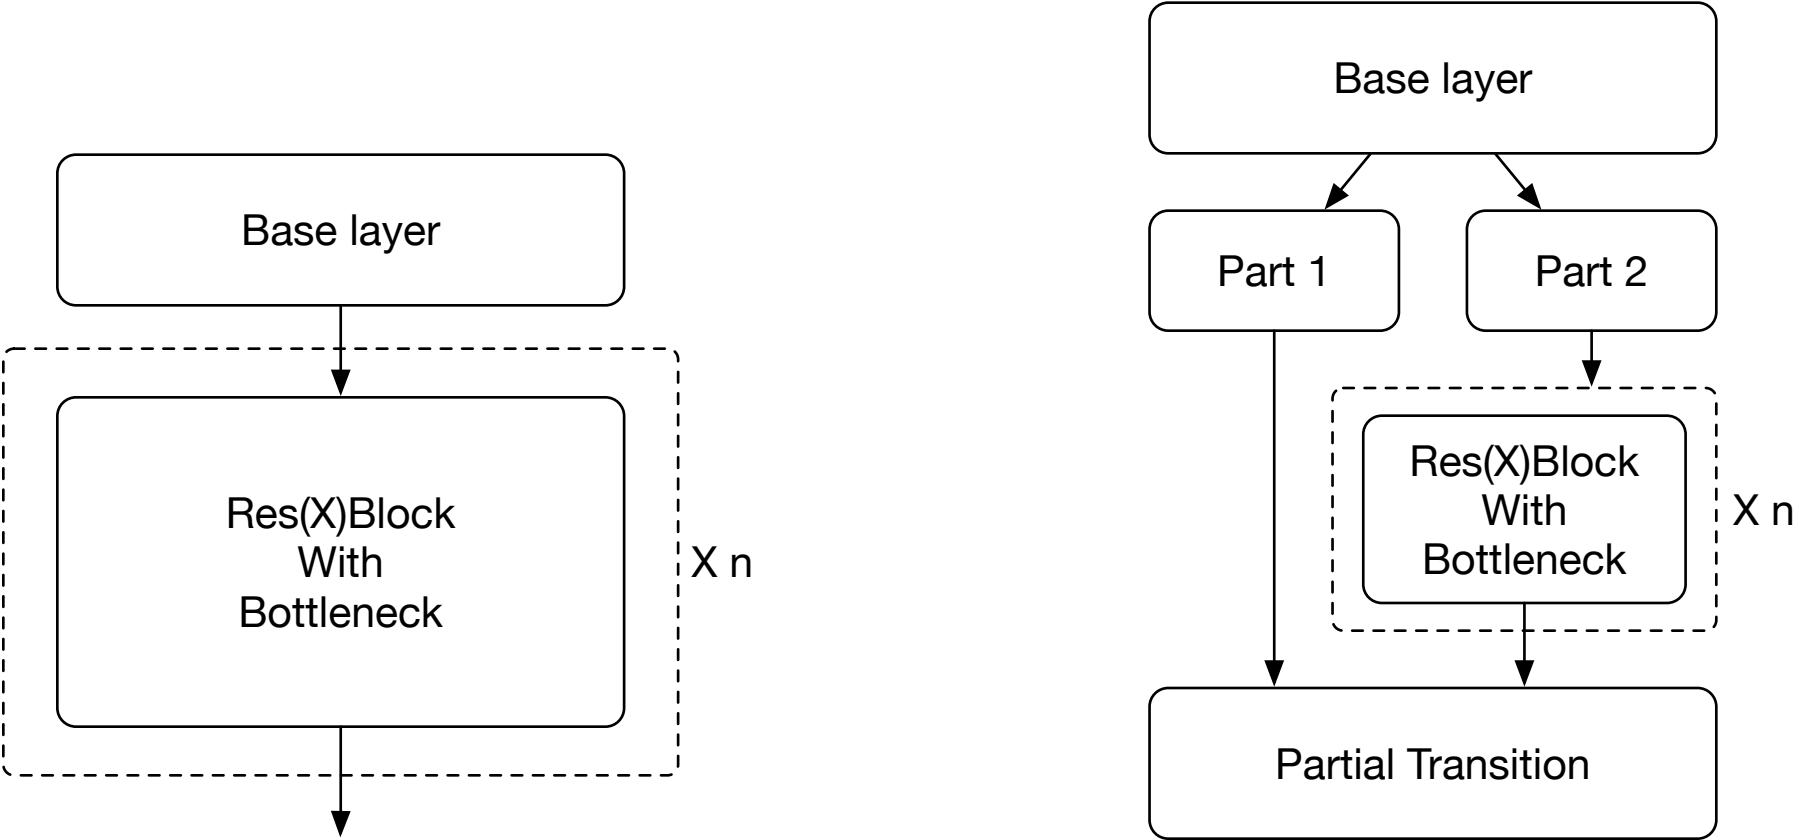 Base layer
Res(X)Block
With
Bottleneck
X n
Base layer
Part 1
Part 2
Res(X)Block
With
Bottleneck
X n
Partial Transition